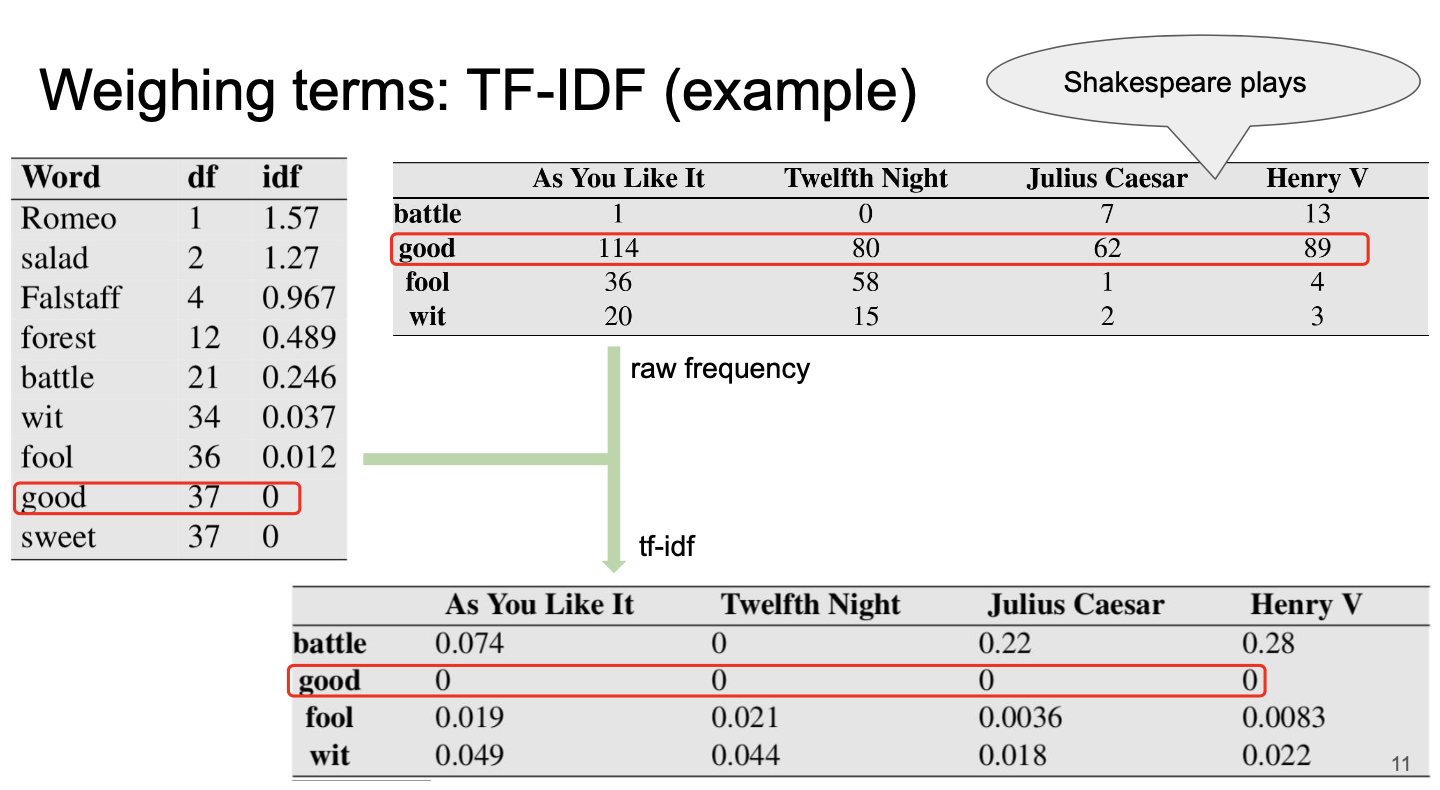 Weighing terms: TF-IDF (example)
Shakespeare plays
Word df idf
Romeo 1 1.57
salad 2 1.27
Falstaff 4 0.967
forest 12 0.489
battle 21 0.246
wit 34 0.037
fool 36 0.012
good 37 0
sweet 37 0
As You Like It Twelfth Night Julius Caesar Henry V
battle 1 0 7 13
good 114 80 62 89
fool 36 58 1 4
wit 20 15 2 3
raw frequency
tf-idf
As You Like It Twelfth Night Julius Caesar Henry V
battle 0.074 0 0.22 0.28
good 0 0 0 0
fool 0.019 0.021 0.0036 0.0083
wit 0.049 0.044 0.018 0.022
11